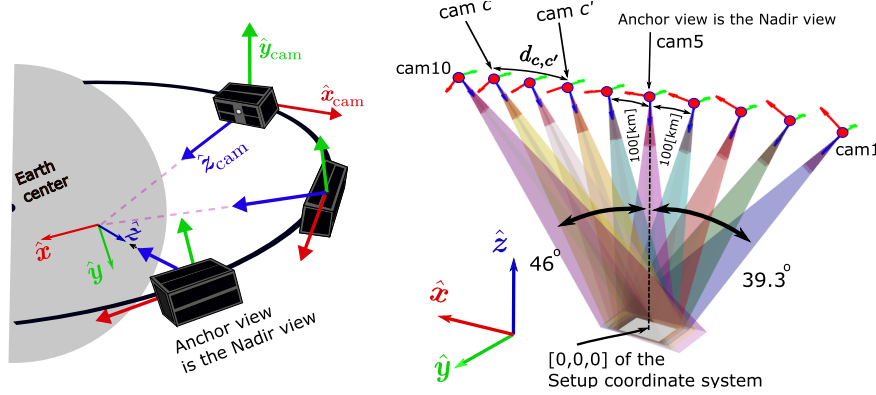 ŷcam
x̂cam
ẑcam
Earth
center
x̂
ŷ
ẑ
Anchor view
is the Nadir view
cam c
cam c'
Anchor view is the Nadir view
cam5
cam10
d c,c'
100[km]
100[km]
cam1
46°
39.3°
ẑ
x̂
ŷ
[0,0,0] of the
Setup coordinate system